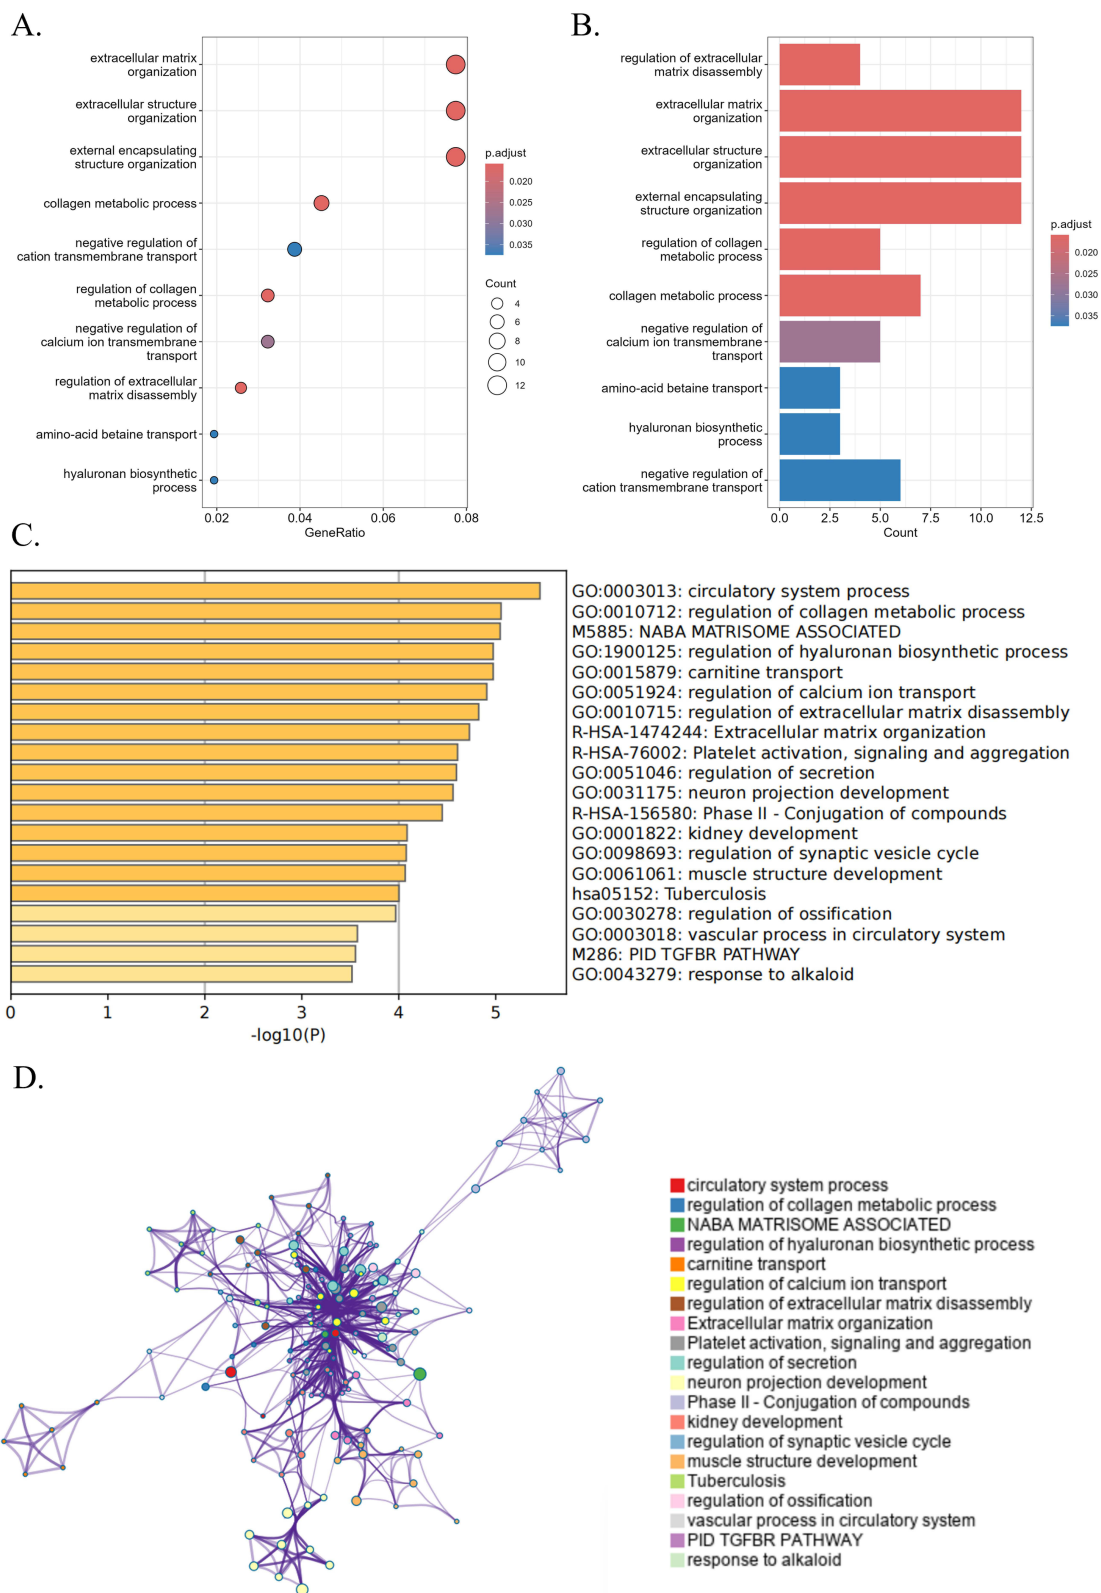 A.
extracellular matrix
organization
extracellular structure
organization
external encapsulating
structure organization
collagen metabolic process
negative regulation of
cation transmembrane transport
regulation of collagen
metabolic process
negative regulation of
calcium ion transmembrane
transport
regulation of extracellular
matrix disassembly
amino-acid betaine transport
hyaluronan biosynthetic
process
0.02 0.04 0.06 0.08
GeneRatio
p.adjust
0.020
0.025
0.030
0.035
Count
4
6
8
10
12
B.
regulation of extracellular
matrix disassembly
extracellular matrix
organization
extracellular structure
organization
external encapsulating
structure organization
regulation of collagen
metabolic process
collagen metabolic process
negative regulation of
calcium ion transmembrane
transport
amino-acid betaine transport
hyaluronan biosynthetic
process
negative regulation of
cation transmembrane transport
0.0 2.5 5.0 7.5 10.0 12.5
Count
p.adjust
0.020
0.025
0.030
0.035
C.
GO:0003013: circulatory system process
GO:0010712: regulation of collagen metabolic process
M5885: NABA MATRISOME ASSOCIATED
GO:1900125: regulation of hyaluronan biosynthetic process
GO:0015879: carnitine transport
GO:0051924: regulation of calcium ion transport
GO:0010715: regulation of extracellular matrix disassembly
R-HSA-1474244: Extracellular matrix organization
R-HSA-76002: Platelet activation, signaling and aggregation
GO:0051046: regulation of secretion
GO:0031175: neuron projection development
R-HSA-156580: Phase II - Conjugation of compounds
GO:0001822: kidney development
GO:0098693: regulation of synaptic vesicle cycle
GO:0061061: muscle structure development
hsa05152: Tuberculosis
GO:0030278: regulation of ossification
GO:0003018: vascular process in circulatory system
M286: PID TGFBR PATHWAY
GO:0043279: response to alkaloid
0 1 2 3 4 5
-log10(P)
D.
circulatory system process
regulation of collagen metabolic process
NABA MATRISOME ASSOCIATED
regulation of hyaluronan biosynthetic process
carnitine transport
regulation of calcium ion transport
regulation of extracellular matrix disassembly
Extracellular matrix organization
Platelet activation, signaling and aggregation
regulation of secretion
neuron projection development
Phase II - Conjugation of compounds
kidney development
regulation of synaptic vesicle cycle
muscle structure development
Tuberculosis
regulation of ossification
vascular process in circulatory system
PID TGFBR PATHWAY
response to alkaloid